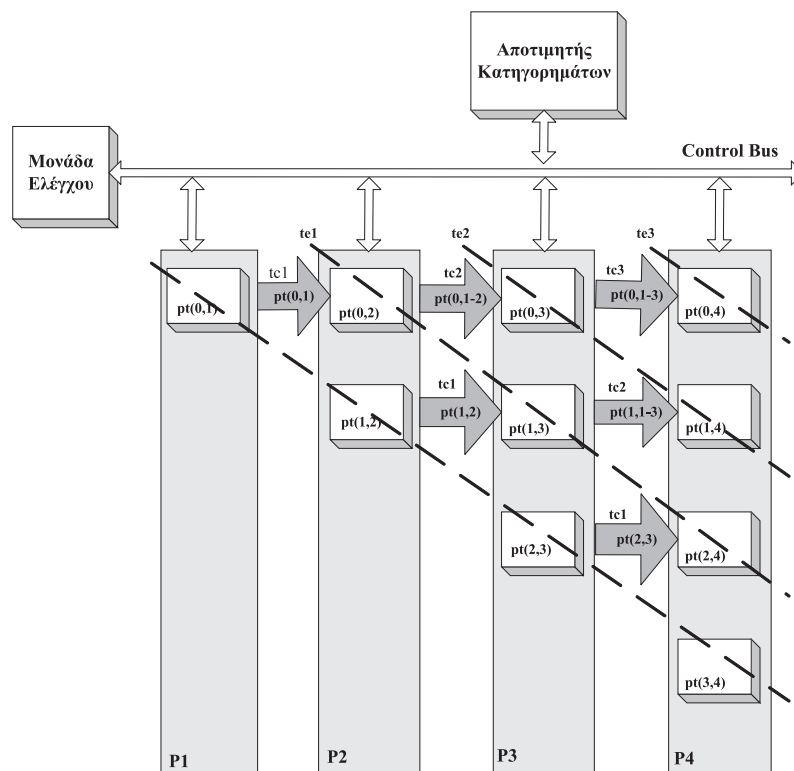 Αποτιμητής
Κατηγορημάτων
Μονάδα
Ελέγχου
Control Bus
te1
te2
te3
tc1
tc2
tc3
pt(0,1)
pt(0,1)
pt(0,2)
pt(0,1-2)
pt(0,3)
pt(0,1-3)
pt(0,4)
tc1
tc2
pt(1,2)
pt(1,2)
pt(1,3)
pt(1,1-3)
pt(1,4)
tc1
pt(2,3)
pt(2,3)
pt(2,4)
pt(3,4)
P1
P2
P3
P4